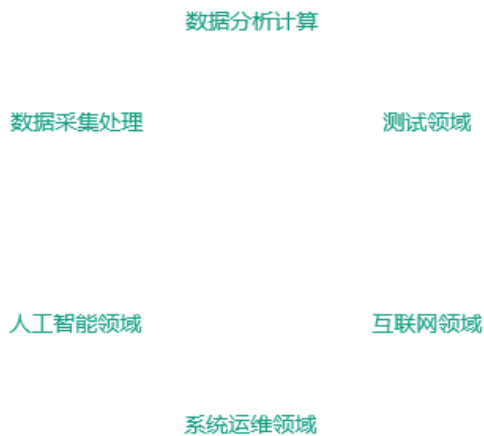 数据分析计算
数据采集处理
测试领域
人工智能领域
互联网领域
系统运维领域